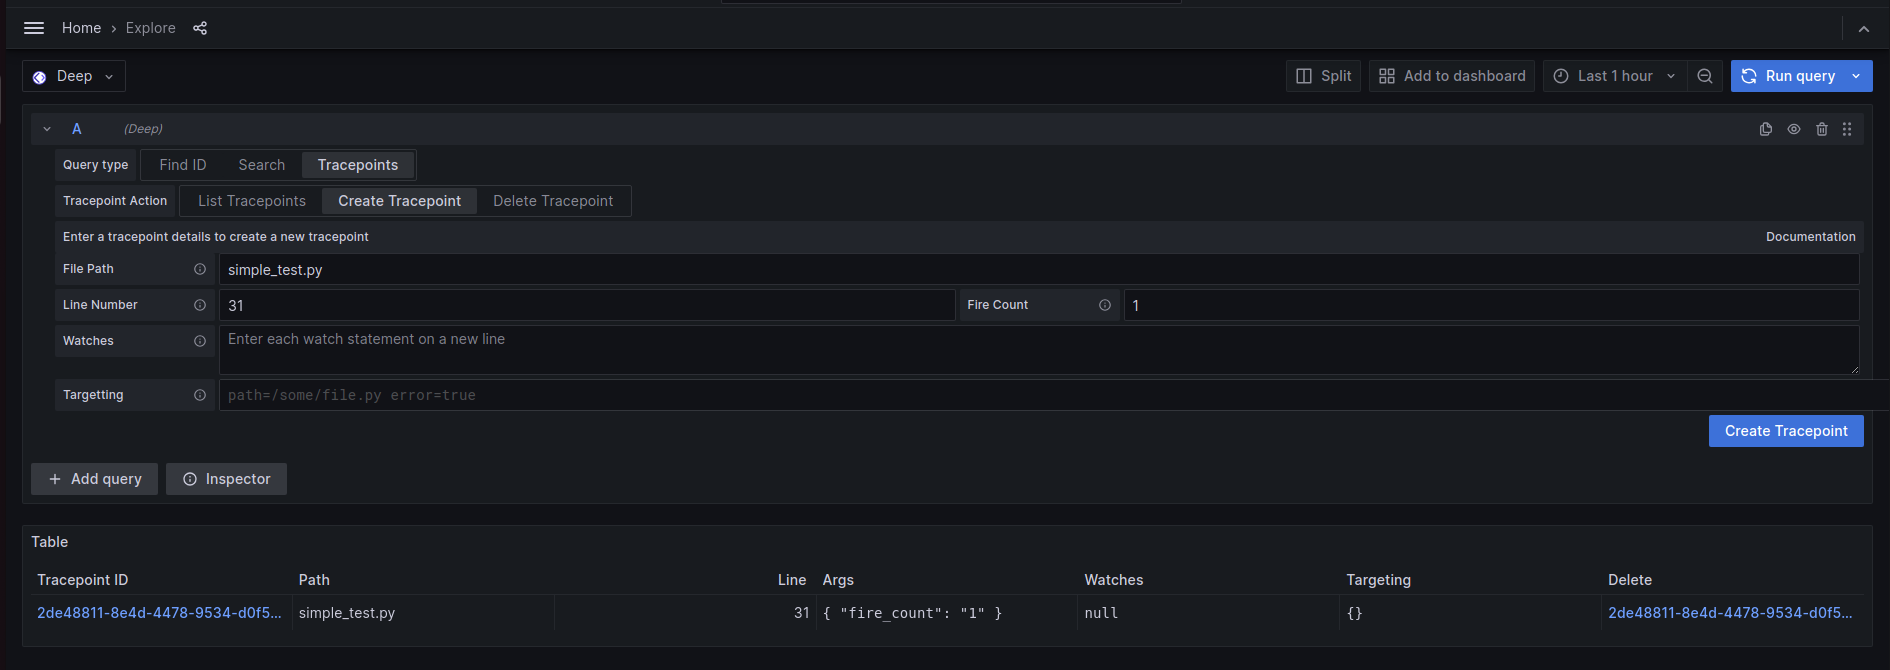 Home › Explore
Deep
Split
Add to dashboard
Last 1 hour
Run query
A (Deep)
Query type Find ID Search Tracepoints
Tracepoint Action List Tracepoints Create Tracepoint Delete Tracepoint
Enter a tracepoint details to create a new tracepoint Documentation
File Path simple_test.py
Line Number 31 Fire Count 1
Watches Enter each watch statement on a new line
Targetting path=/some/file.py error=true
Create Tracepoint
+ Add query Inspector
Table
Tracepoint ID Path Line Args Watches Targeting Delete
2de48811-8e4d-4478-9534-d0f5... simple_test.py 31 { "fire_count": "1" } null {} 2de48811-8e4d-4478-9534-d0f5...